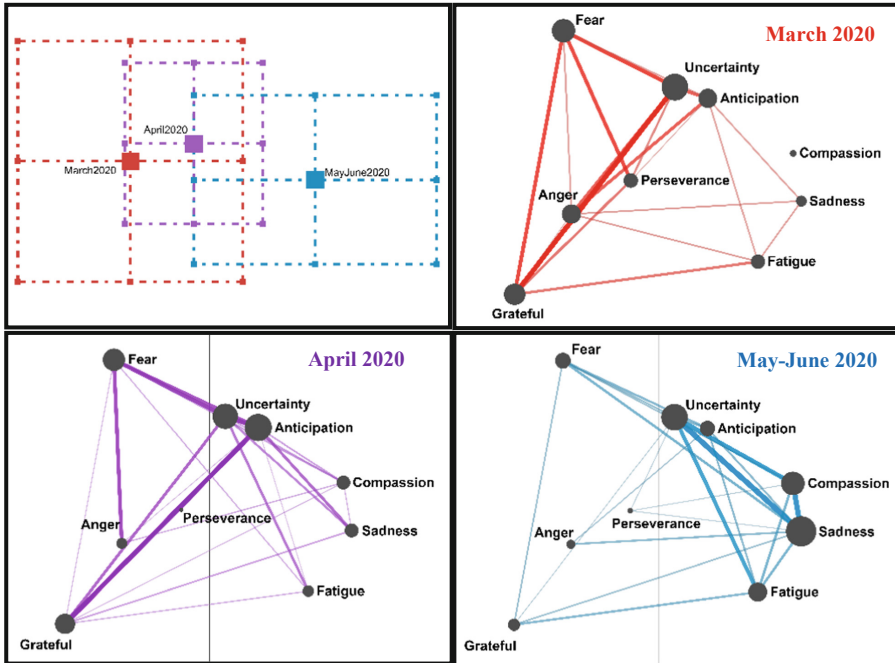 April2020
March2020
MayJune2020
March 2020
Fear
Uncertainty
Anticipation
Compassion
Perseverance
Anger
Sadness
Fatigue
Grateful
April 2020
Fear
Uncertainty
Anticipation
Compassion
Perseverance
Anger
Sadness
Fatigue
Grateful
May-June 2020
Fear
Uncertainty
Anticipation
Compassion
Perseverance
Anger
Sadness
Fatigue
Grateful